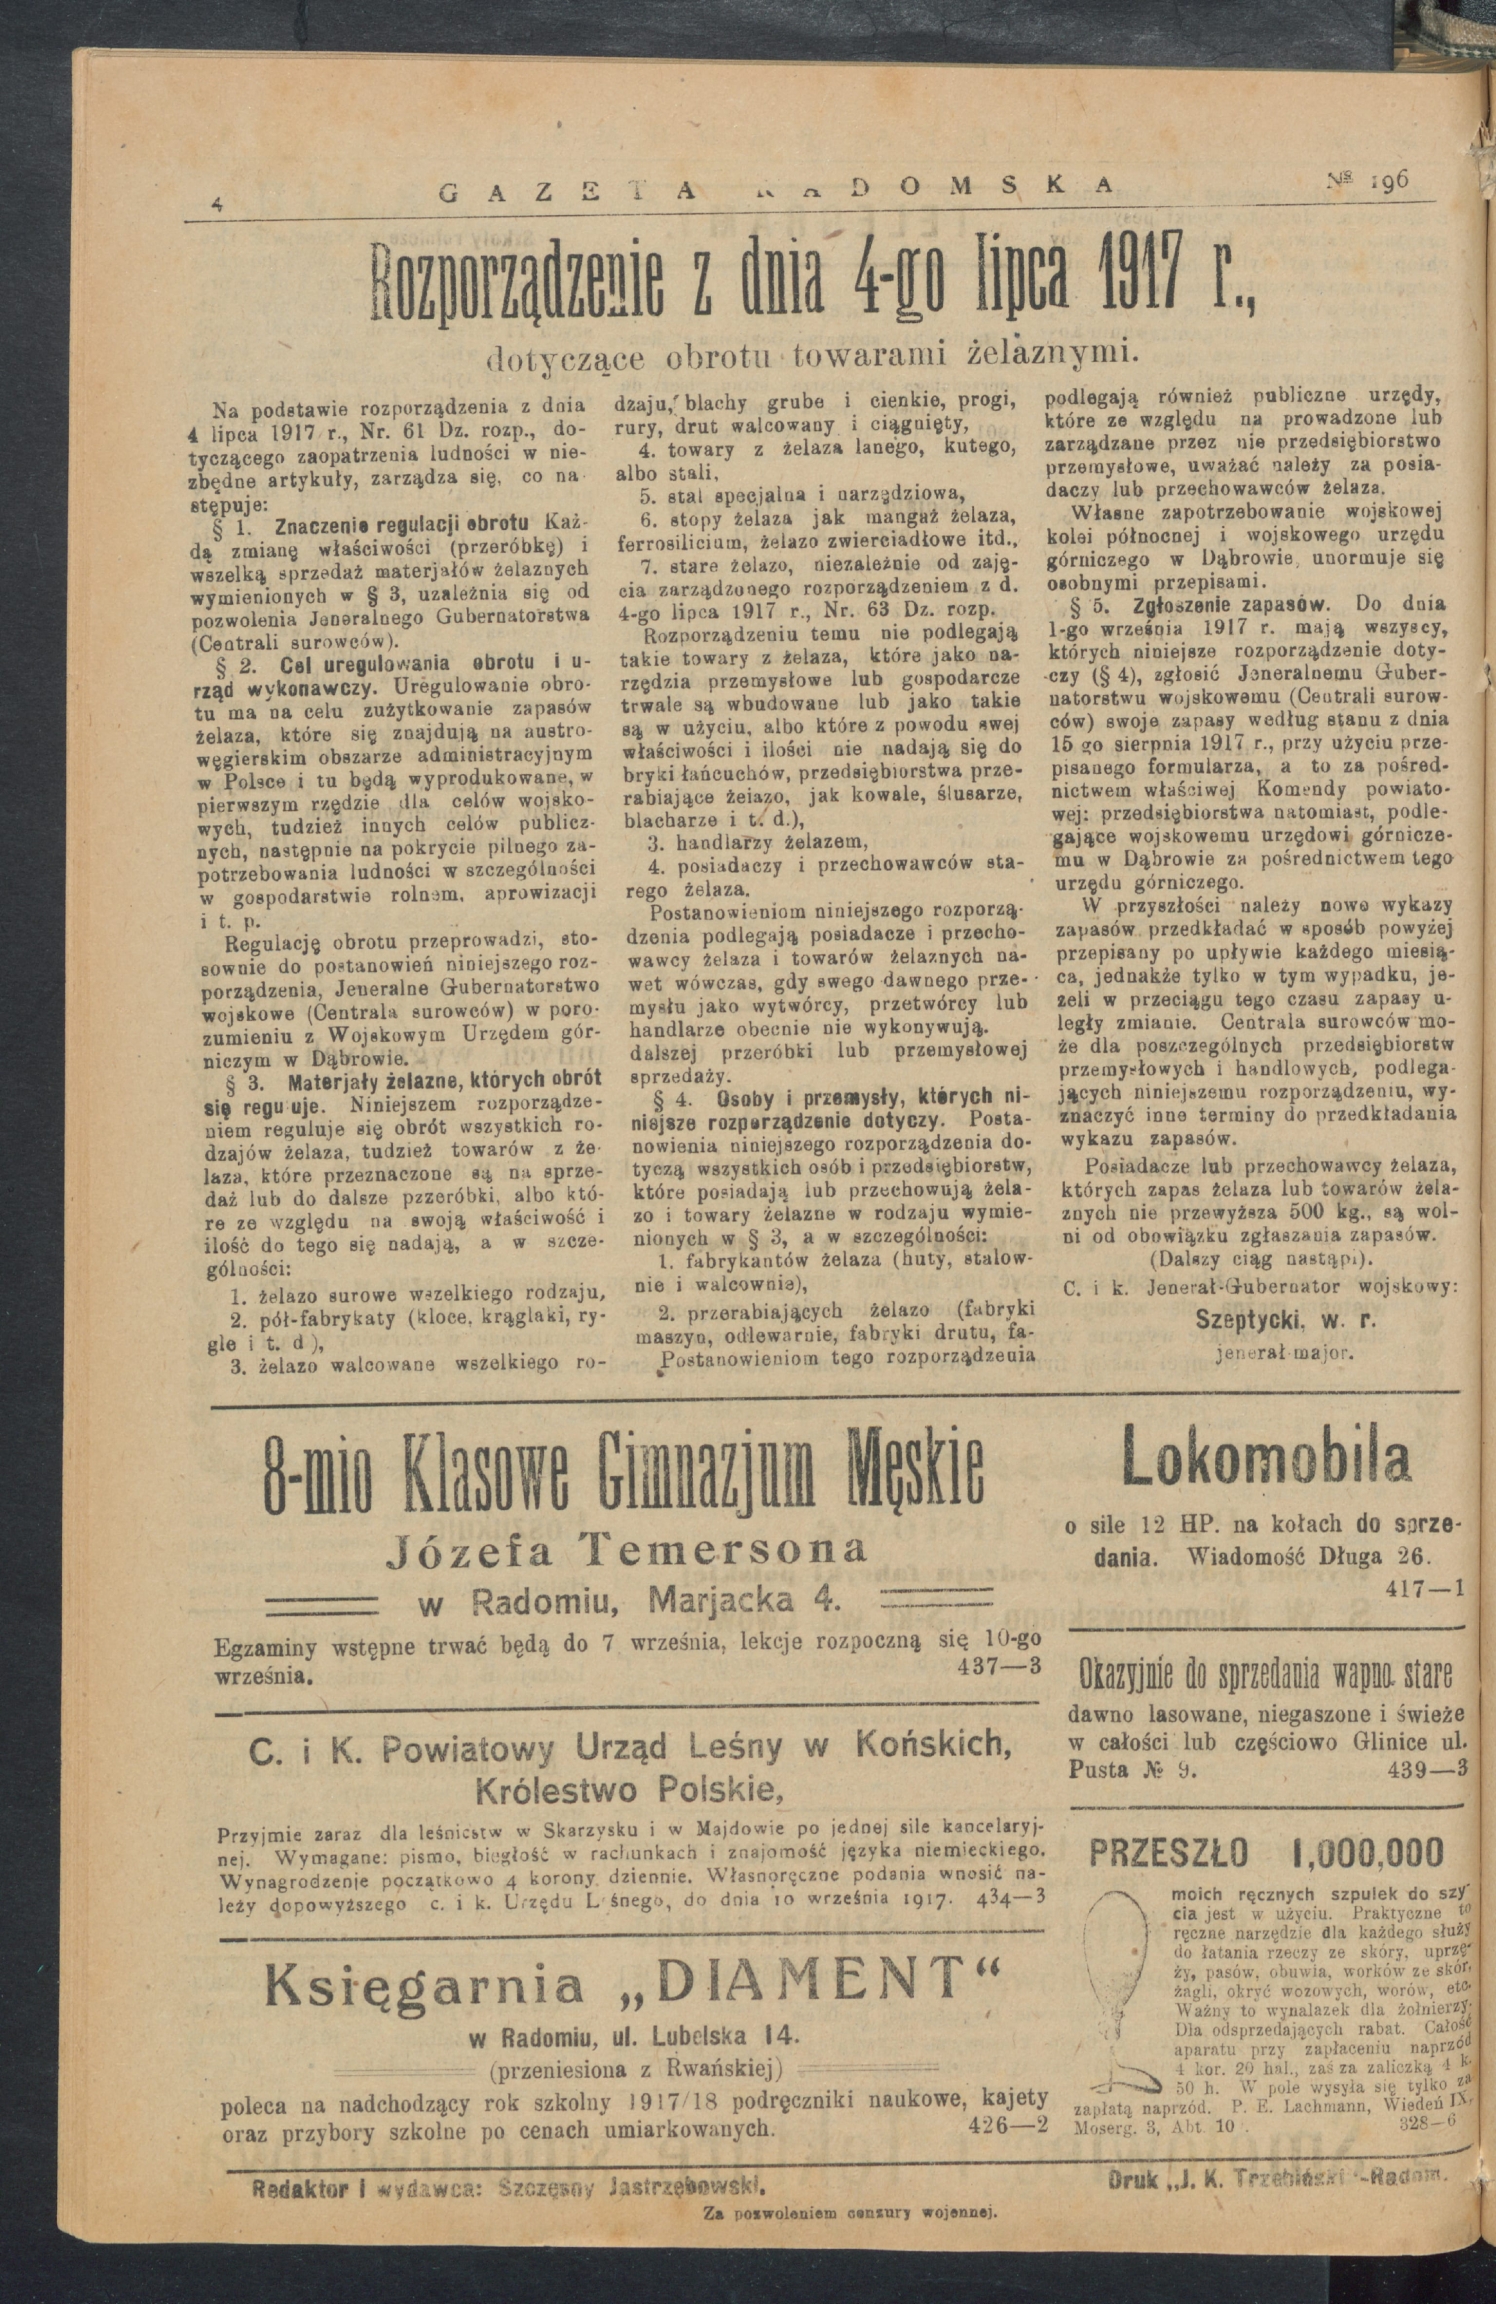 4
GAZETA RADOMSKA
№ 196
Rozporządzenie z dnia 4-go lipca 1917 r.,
dotyczące obrotu towarami żelaznymi.
Na podstawie rozporządzenia z dnia
4 lipca 1917 r., Nr. 61 Dz. rozp., do-
tyczącego zaopatrzenia ludności w nie-
zbędne artykuły, zarządza się, co na-
stępuje:
§ 1. Znaczenie regulacji obrotu Każ-
dą zmianę właściwości (przeróbkę) i
wszelką sprzedaż materjałów żelaznych
wymienionych w § 3, uzależnia się od
pozwolenia Jeneralnego Gubernatorstwa
(Centrali surowców).
§ 2. Cel uregulowania obrotu i u-
rząd wykonawczy. Uregulowanie obro-
tu ma na celu zużytkowanie zapasów
żelaza, które się znajdują na austro-
węgierskim obszarze administracyjnym
w Polsce i tu będą wyprodukowane, w
pierwszym rzędzie dla celów wojsko-
wych, tudzież innych celów publicz-
nych, następnie na pokrycie pilnego za-
potrzebowania ludności w szczególności
w gospodarstwie rolnem, aprowizacji
i t. p.
Regulację obrotu przeprowadzi, sto-
sownie do postanowień niniejszego roz-
porządzenia, Jeneralne Gubernatorstwo
wojskowe (Centrala surowców) w poro-
zumieniu z Wojskowym Urzędem gór-
niczym w Dąbrowie.
§ 3. Materjały żelazne, których obrót
się regu uje. Niniejszem rozporządze-
niem reguluje się obrót wszystkich ro-
dzajów żelaza, tudzież towarów z że-
laza, które przeznaczone są na sprze-
daż lub do dalsze pzzeróbki, albo któ-
re ze względu na swoją właściwość i
ilość do tego się nadają, a w szcze-
gólności:
1. żelazo surowe wszelkiego rodzaju,
2. pół-fabrykaty (kloce, krąglaki, ry-
gle i t. d ),
3. żelazo walcowane wszelkiego ro-
dzaju, blachy grube i cienkie, progi,
rury, drut walcowany i ciągnięty,
4. towary z żelaza lanego, kutego,
albo stali,
5. stal specjalna i narzędziowa,
6. stopy żelaza jak mangaż żelaza,
ferrosilicium, żelazo zwierciadłowe itd.,
7. stare żelazo, niezależnie od zaję-
cia zarządzonego rozporządzeniem z d.
4-go lipca 1917 r., Nr. 63 Dz. rozp.
Rozporządzeniu temu nie podlegają
takie towary z żelaza, które jako na-
rzędzia przemysłowe lub gospodarcze
trwale są wbudowane lub jako takie
są w użyciu, albo które z powodu swej
właściwości i ilości nie nadają się do
bryki łańcuchów, przedsiębiorstwa prze-
rabiające żelazo, jak kowale, ślusarze,
blacharze i t. d.),
3. handlarzy żelazem,
4. posiadaczy i przechowawców sta-
rego żelaza.
Postanowieniom niniejszego rozporzą-
dzenia podlegają posiadacze i przecho-
wawcy żelaza i towarów żelaznych na-
wet wówczas, gdy swego dawnego prze-
mysłu jako wytwórcy, przetwórcy lub
handlarze obecnie nie wykonywują.
dalszej przeróbki lub przemysłowej
sprzedaży.
§ 4. Osoby i przemysły, których ni-
niejsze rozporządzenie dotyczy. Posta-
nowienia niniejszego rozporządzenia do-
tyczą wszystkich osób i przedsiębiorstw,
które posiadają lub przechowują żela-
zo i towary żelazne w rodzaju wymie-
nionych w § 3, a w szczególności:
1. fabrykantów żelaza (huty, stalow-
nie i walcownie),
2. przerabiających żelazo (fabryki
maszyn, odlewarnie, fabryki drutu, fa-
Postanowieniom tego rozporządzenia
podlegają również publiczne urzędy,
które ze względu na prowadzone lub
zarządzane przez nie przedsiębiorstwo
przemysłowe, uważać należy za posia-
daczy lub przechowawców żelaza.
Własne zapotrzebowanie wojskowej
kolei północnej i wojskowego urzędu
górniczego w Dąbrowie, unormuje się
osobnymi przepisami.
§ 5. Zgłoszenie zapasów. Do dnia
1-go września 1917 r. mają wszyscy,
których niniejsze rozporządzenie doty-
czy (§ 4), zgłosić Jeneralnemu Guber-
natorstwu wojskowemu (Centrali surow-
ców) swoje zapasy według stanu z dnia
15 go sierpnia 1917 r., przy użyciu prze-
pisanego formularza, a to za pośred-
nictwem właściwej Komendy powiato-
wej: przedsiębiorstwa natomiast, podle-
gające wojskowemu urzędowi górnicze-
mu w Dąbrowie za pośrednictwem tego
urzędu górniczego.
W przyszłości należy nowe wykazy
zapasów przedkładać w sposób powyżej
przepisany po upływie każdego miesią-
ca, jednakże tylko w tym wypadku, je-
żeli w przeciągu tego czasu zapasy u-
legły zmianie. Centrala surowców mo-
że dla poszczególnych przedsiębiorstw
przemysłowych i handlowych, podlega-
jących niniejszemu rozporządzeniu, wy-
znaczyć inne terminy do przedkładania
wykazu zapasów.
Posiadacze lub przechowawcy żelaza,
których zapas żelaza lub towarów żela-
znych nie przewyższa 500 kg., są wol-
ni od obowiązku zgłaszania zapasów.
(Dalszy ciąg nastąpi).
C. i k. Jenerał-Gubernator wojskowy:
Szeptycki, w. r.
jenerał-major.
8-mio Klasowe Gimnazjum Męskie
Józefa Temersona
w Radomiu, Marjacka 4.
Egzaminy wstępne trwać będą do 7 września, lekcje rozpoczną się 10-go
września. 437—3
C. i K. Powiatowy Urząd Leśny w Końskich,
Królestwo Polskie,
Przyjmie zaraz dla leśnictw w Skarzysku i w Majdowie po jednej sile kancelaryj-
nej. Wymagane: pismo, biegłość w rachunkach i znajomość języka niemieckiego.
Wynagrodzenie początkowo 4 korony dziennie. Własnoręczne podania wnosić na-
leży dopowyższego c. i k. Urzędu L śnego, do dnia 10 września 1917. 434—3
Księgarnia „DIAMENT“
w Radomiu, ul. Lubelska 14.
(przeniesiona z Rwańskiej)
poleca na nadchodzący rok szkolny 1917/18 podręczniki naukowe, kajety
oraz przybory szkolne po cenach umiarkowanych. 426—2
Lokomobila
o sile 12 HP. na kołach do sprze-
dania. Wiadomość Długa 26.
417—1
Okazyjnie do sprzedania wapno stare
dawno lasowane, niegaszone i świeże
w całości lub częściowo Glinice ul.
Pusta № 9. 439—3
PRZESZŁO 1,000,000
moich ręcznych szpulek do szy-
cia jest w użyciu. Praktyczne to
ręczne narzędzie dla każdego służy
do łatania rzeczy ze skóry, uprzę-
ży, pasów, obuwia, worków ze skór,
żagli, okryć wozowych, worów, etc.
Ważny to wynalazek dla żołnierzy.
Dla odsprzedających rabat. Całość
aparatu przy zapłaceniu naprzód
4 kor. 20 hal., zaś za zaliczką 4 k.
50 h. W pole wysyła się tylko za
zapłatą naprzód. P. E. Lachmann, Wiedeń IX,
Moserg. 3, Abt. 10. 328—6
Redaktor i wydawca: Szczęsny Jastrzębowski.
Druk „J. K. Trzebiński“-Radom.
Za pozwoleniem cenzury wojennej.